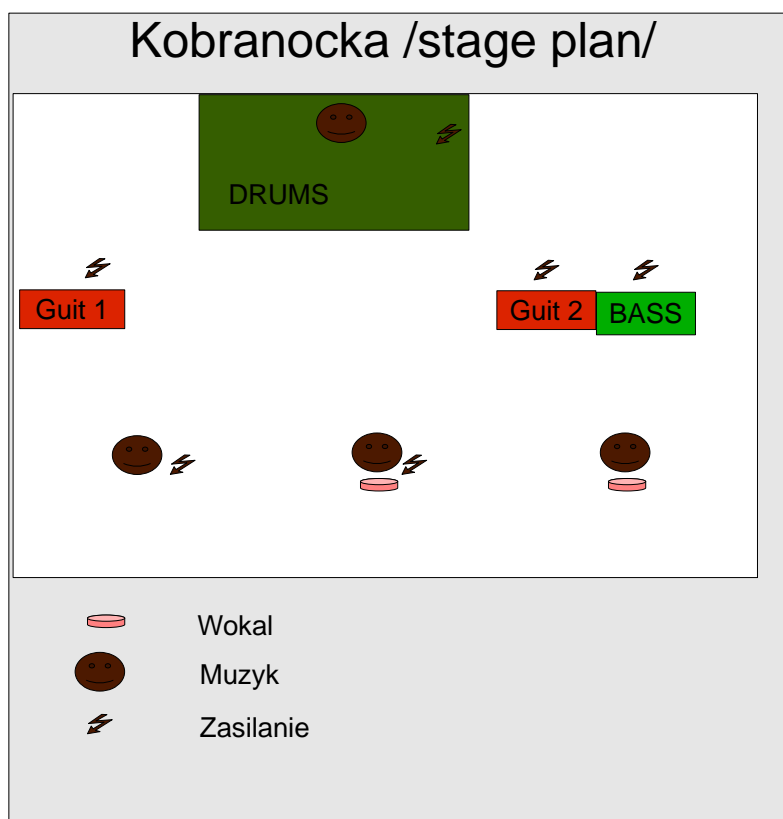 Kobranocka /stage plan/
DRUMS
Guit 1
Guit 2
BASS
Wokal
Muzyk
Zasilanie